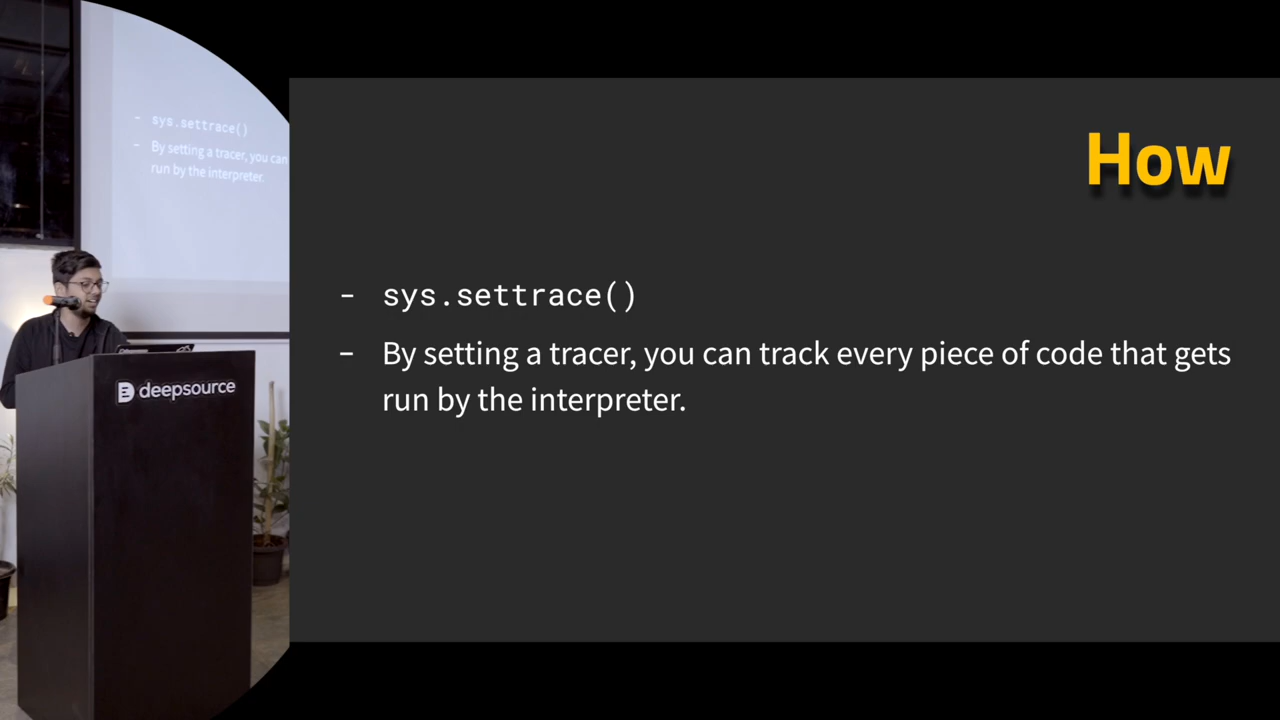 - sys.settrace()
- By setting a tracer, you can
run by the interpreter.
deepsource
How
- sys.settrace()
- By setting a tracer, you can track every piece of code that gets
run by the interpreter.